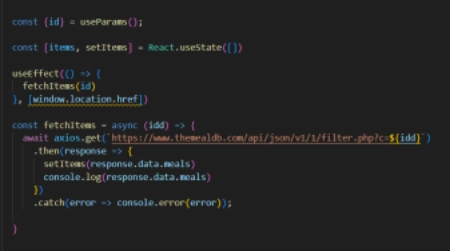 const {id} = useParams();
const [items, setItems] = React.useState([])
useEffect(() => {
fetchItems(id)
}, [window.location.href])
const fetchItems = async (idd) => {
await axios.get(`https://www.themealdb.com/api/json/v1/1/filter.php?c=${idd}`)
.then(response => {
setItems(response.data.meals)
console.log(response.data.meals)
})
.catch(error => console.error(error));
}